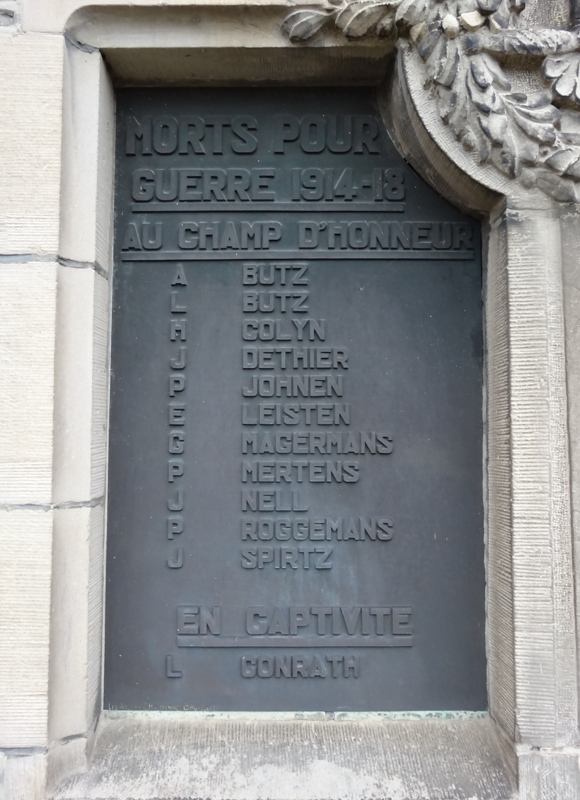 MORTS POUR
GUERRE 1914-18
AU CHAMP D'HONNEUR
A BUTZ
L BUTZ
M COLYN
J DETHIER
P JOHNEN
E LEISTEN
G MAGERMANS
P MERTENS
J NELL
P ROGGEMANS
J SPIRTZ
EN CAPTIVITE
L CONRATH